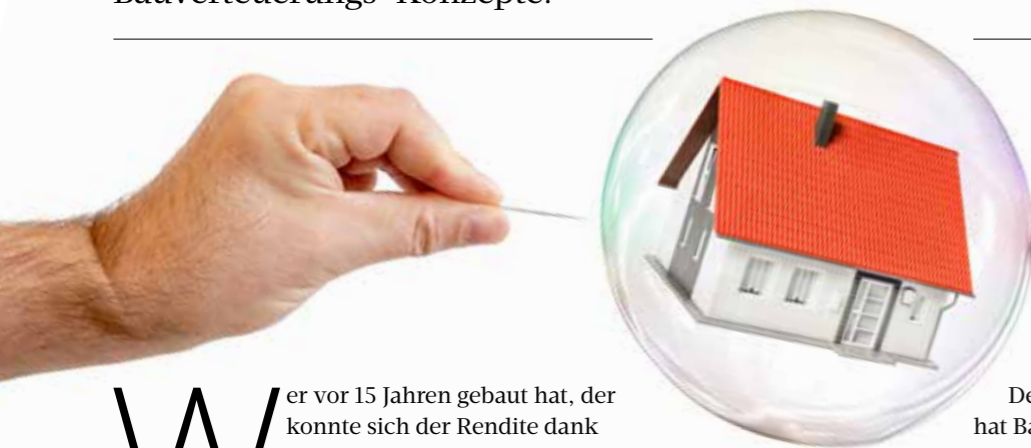 Bauverteuerungs-Konzepte.
Wer vor 15 Jahren gebaut hat, der
konnte sich der Rendite dank
De
hat Ba